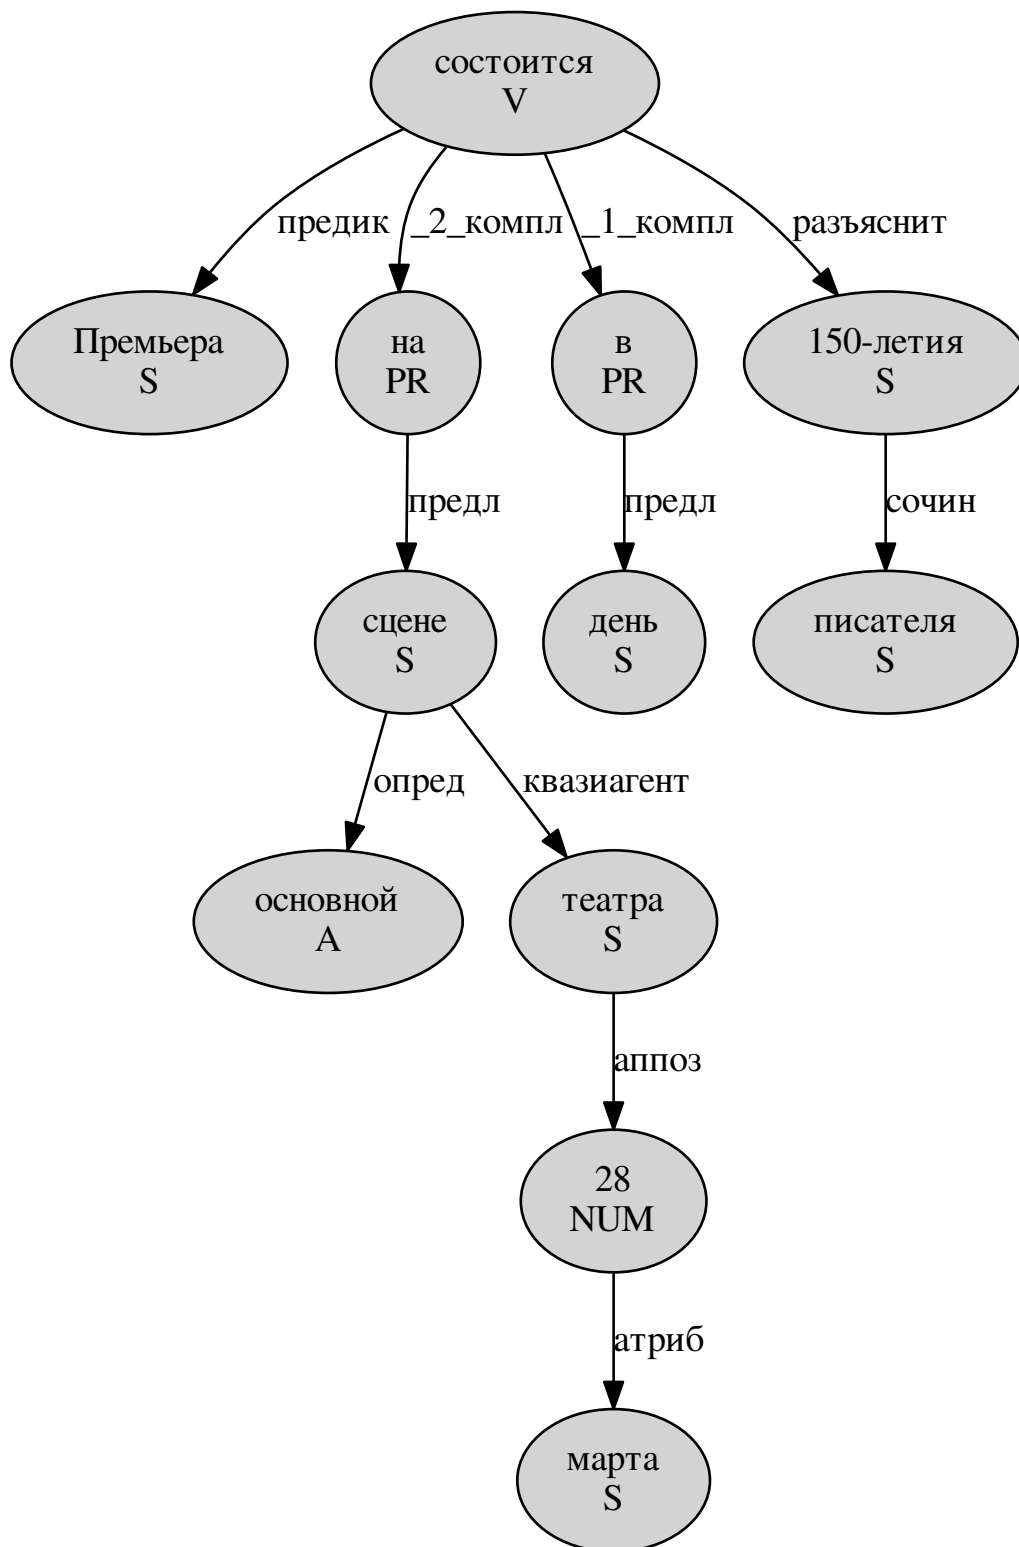 состоится
V
предик
_2_компл
_1_компл
разъяснит
Премьера
S
на
PR
в
PR
150-летия
S
предл
предл
сочин
сцене
S
день
S
писателя
S
опред
квазиагент
основной
A
театра
S
аппоз
28
NUM
атриб
марта
S